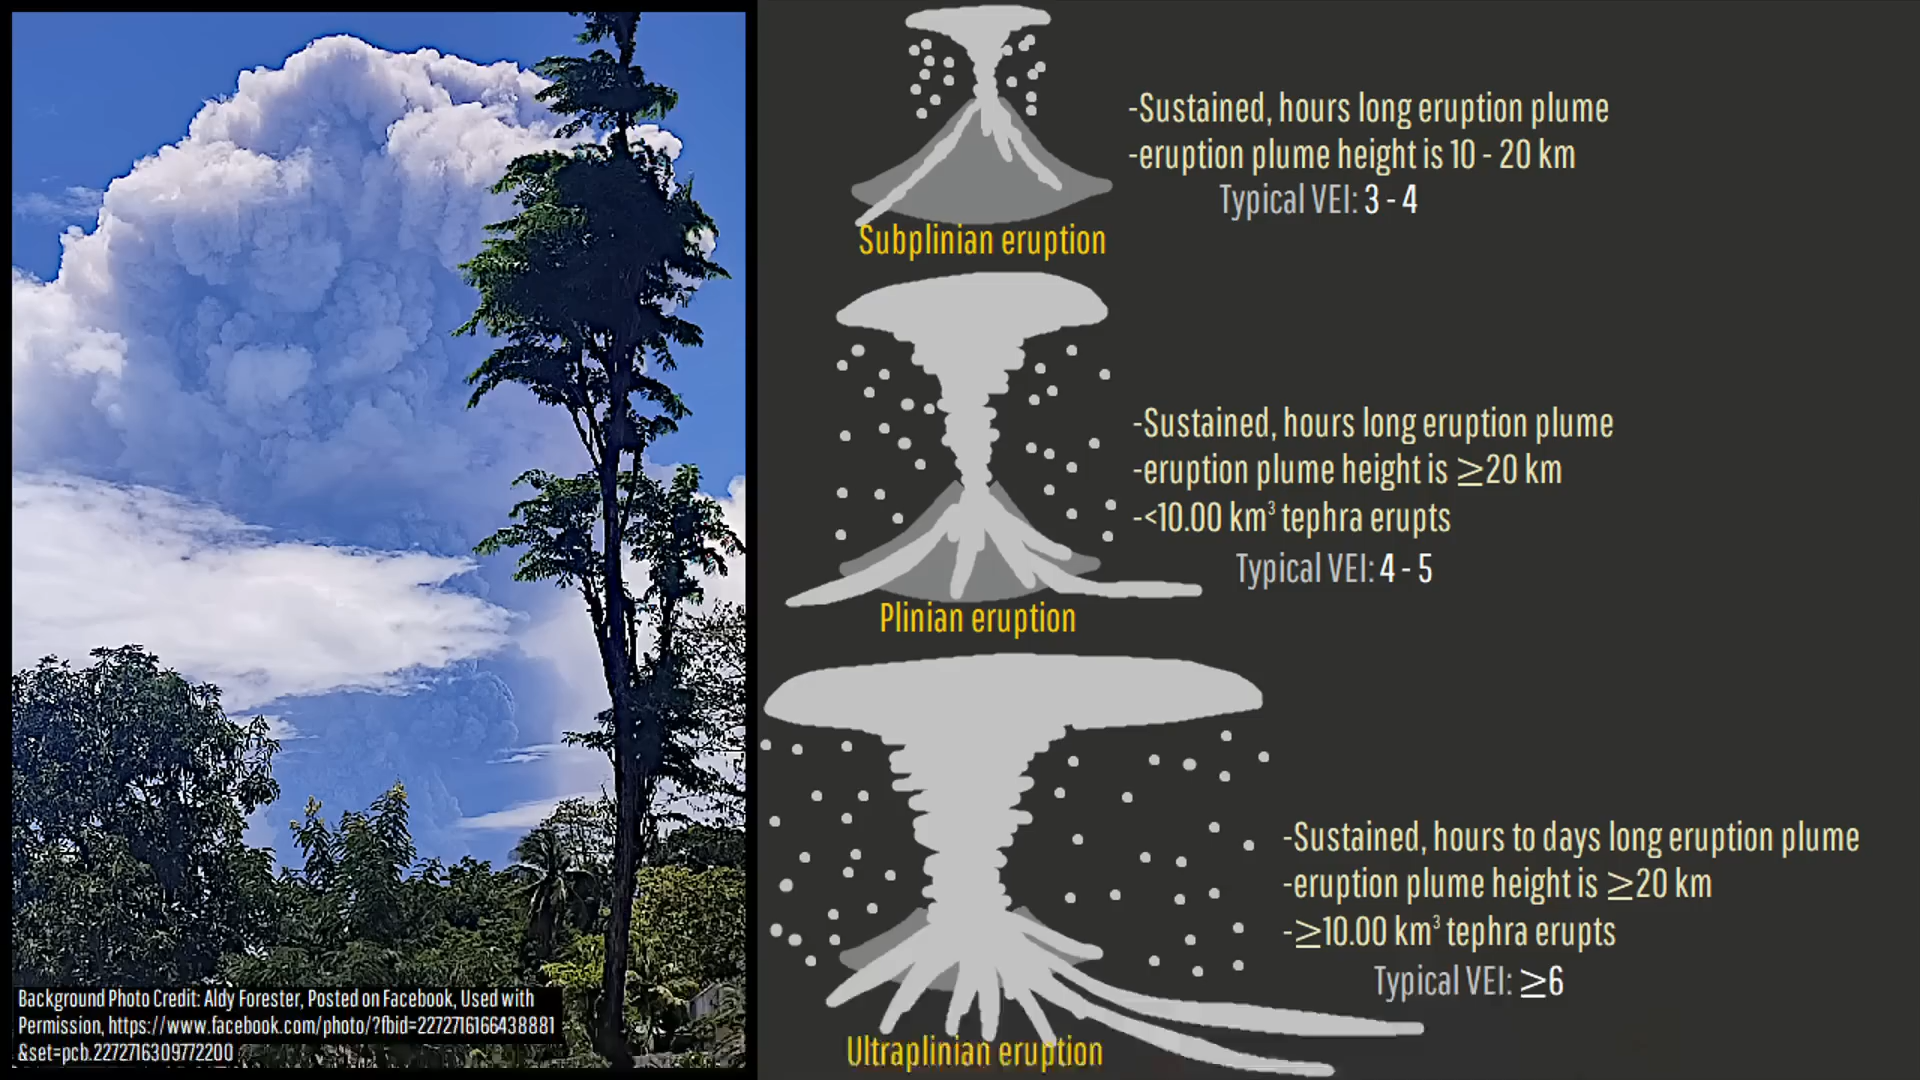 -Sustained, hours long eruption plume
-eruption plume height is 10 - 20 km
Typical VEI: 3 - 4
Subplinian eruption
-Sustained, hours long eruption plume
-eruption plume height is ≥20 km
-<10.00 km³ tephra erupts
Typical VEI: 4 - 5
Plinian eruption
-Sustained, hours to days long eruption plume
-eruption plume height is ≥20 km
-≥10.00 km³ tephra erupts
Typical VEI: ≥6
Ultraplinian eruption
Background Photo Credit: Aldy Forester, Posted on Facebook, Used with
Permission, https://www.facebook.com/photo/?fbid=2272716166438881
&set=pcb.2272716309772200